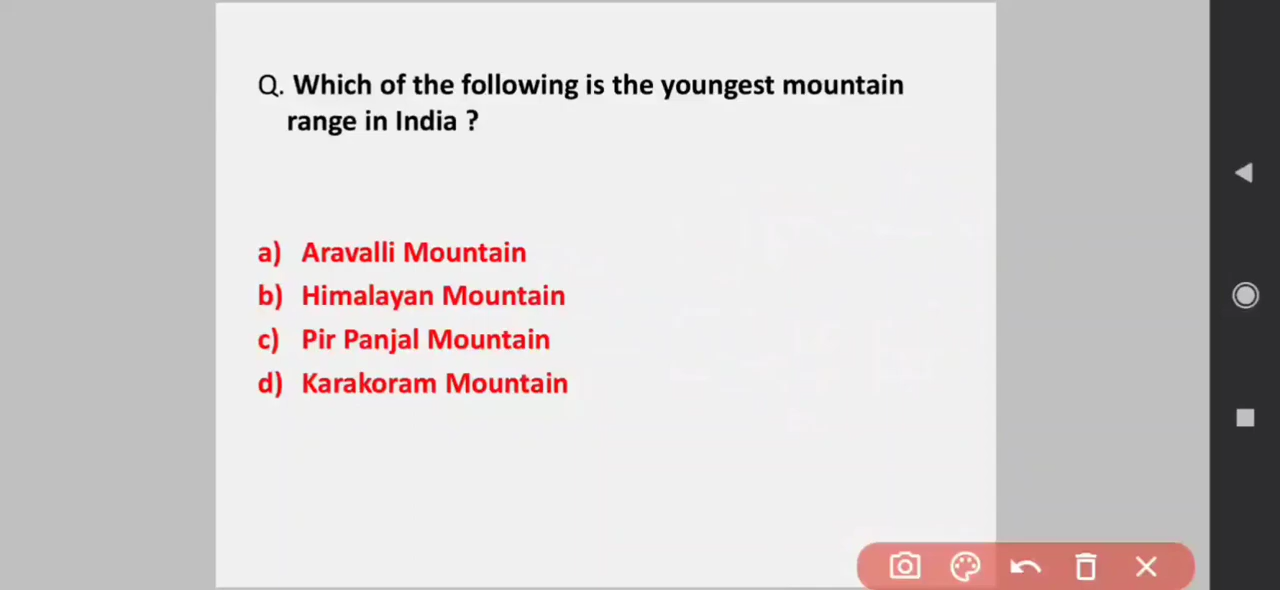 Q. Which of the following is the youngest mountain
range in India ?
a) Aravalli Mountain
b) Himalayan Mountain
c) Pir Panjal Mountain
d) Karakoram Mountain